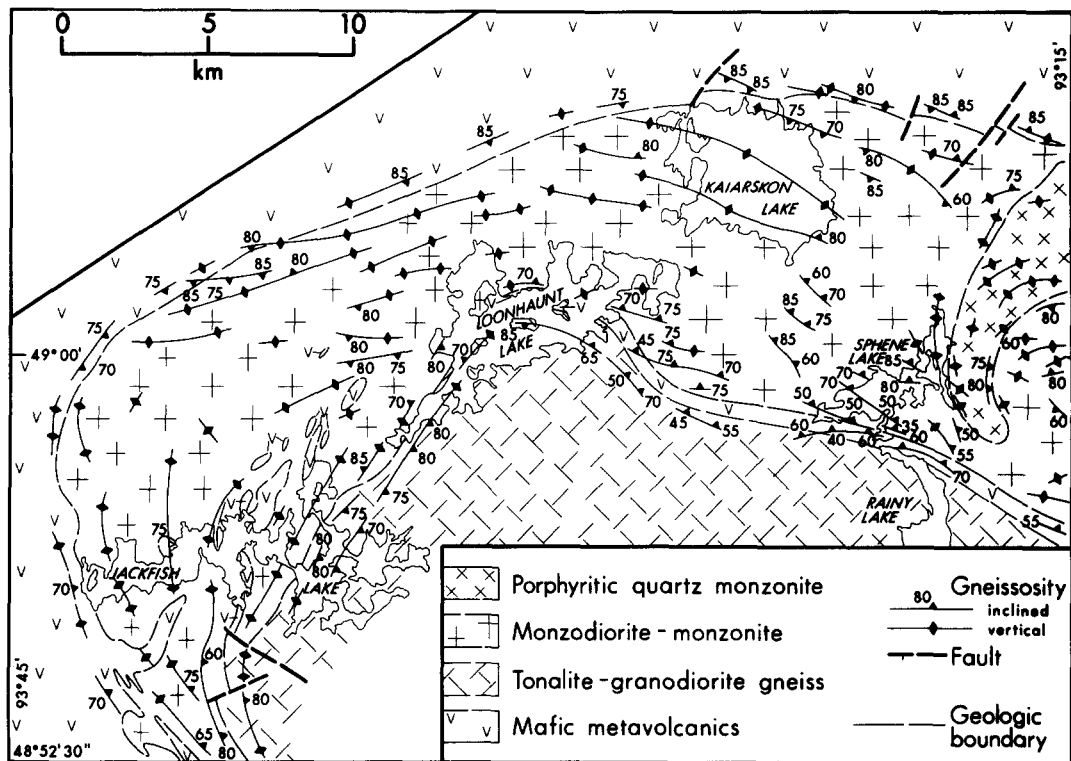 0 5 10
km
93°15'
85 85 80
75 75 85 85 85
85 70 70
80 80
85 KAIARSKON 85 75
LAKE 60
80 80
75 85 85 80 60
75 70 60 70
LOONHAUNT 70 85 80
75 80 85 LAKE 45 75 85 SPHENE 60
49°00' 80 75 70 65 75 70 60 LAKE 85 75 80
70 80 80 50 75 70 70 80
70 70 50 50 50
80 45 55 60 40 60 35 60 55
85 75 70
75 75 70 RAINY
LAKE 55
JACKFISH LAKE
70 80
60
75 80
70 65 80
93°45'
48°52'30"
Porphyritic quartz monzonite
Monzodiorite - monzonite
Tonalite - granodiorite gneiss
Mafic metavolcanics
Gneissosity
80 inclined
vertical
Fault
Geologic
boundary